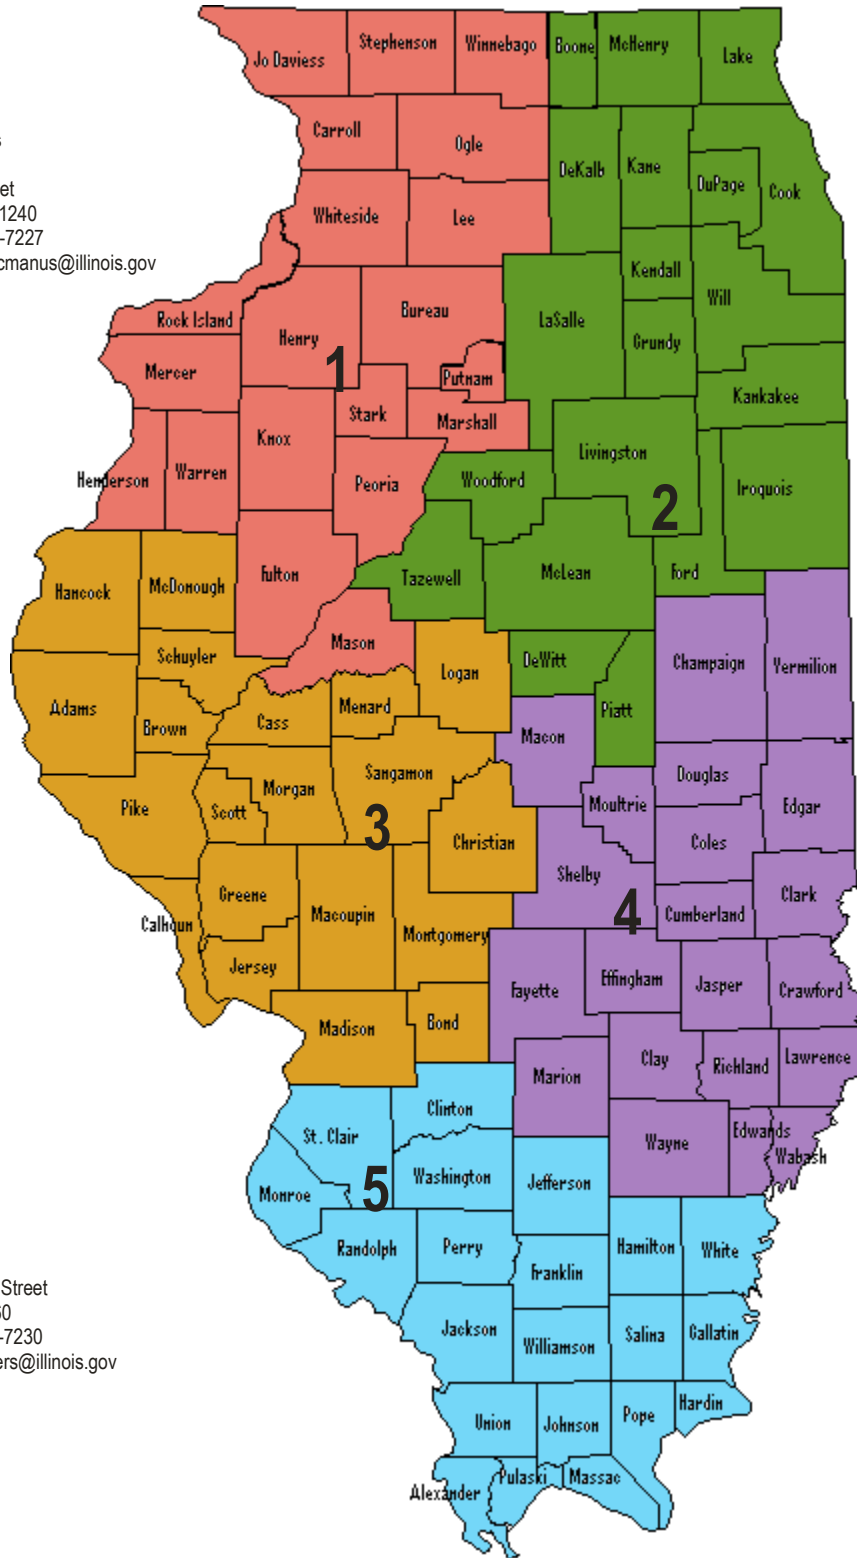 Jo Daviess
Stephenson
Winnebago
Boone
McHenry
Lake
Carroll
Ogle
DeKalb
Kane
DuPage
Cook
s
et
1240
-7227
cmanus@illinois.gov
Whiteside
Lee
Kendall
Will
Rock Island
Henry
Bureau
LaSalle
Grundy
1
Mercer
Putnam
Kankakee
Stark
Marshall
Knox
Livingston
Henderson
Warren
Peoria
Woodford
2
Iroquois
Hancock
McDonough
Fulton
Tazewell
McLean
Ford
Schuyler
Mason
Logan
DeWitt
Champaign
Vermilion
Adams
Brown
Cass
Menard
Piatt
Macon
Pike
Scott
Morgan
Sangamon
Moultrie
Douglas
Edgar
3
Christian
Coles
Shelby
Greene
Macoupin
4
Cumberland
Clark
Calhoun
Montgomery
Jersey
Fayette
Effingham
Jasper
Crawford
Madison
Bond
Marion
Clay
Richland
Lawrence
St. Clair
Clinton
Wayne
Edwards
Wabash
5
Washington
Jefferson
Monroe
Randolph
Perry
Franklin
Hamilton
White
Street
60
-7230
ers@illinois.gov
Jackson
Williamson
Salina
Gallatin
Union
Johnson
Pope
Hardin
Alexander
Pulaski
Massac